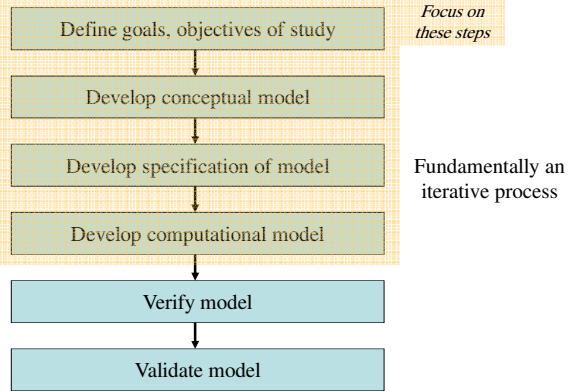 Define goals, objectives of study
Focus on
these steps
Develop conceptual model
Develop specification of model
Fundamentally an
iterative process
Develop computational model
Verify model
Validate model